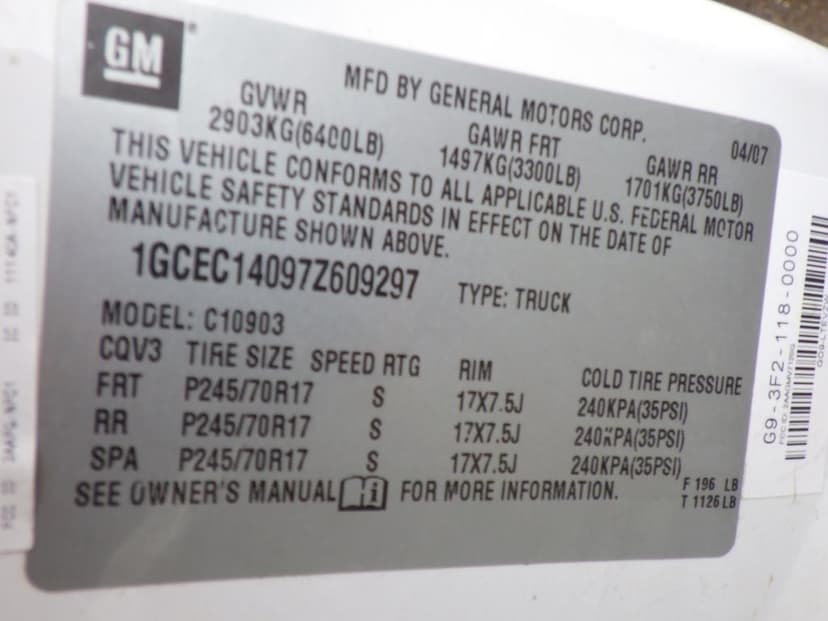 GM
MFD BY GENERAL MOTORS CORP.
04/07
GVWR GAWR FRT GAWR RR
2903KG(6400LB) 1497KG(3300LB) 1701KG(3750LB)
THIS VEHICLE CONFORMS TO ALL APPLICABLE U.S. FEDERAL MOTOR
VEHICLE SAFETY STANDARDS IN EFFECT ON THE DATE OF
MANUFACTURE SHOWN ABOVE.
1GCEC14097Z609297 TYPE: TRUCK
MODEL: C10903
CQV3 TIRE SIZE SPEED RTG RIM COLD TIRE PRESSURE
FRT P245/70R17 S 17X7.5J 240KPA(35PSI)
RR P245/70R17 S 17X7.5J 240KPA(35PSI)
SPA P245/70R17 S 17X7.5J 240KPA(35PSI)
SEE OWNER'S MANUAL i FOR MORE INFORMATION.
F 196 LB
T 1126 LB
G9-3F2-118-0000